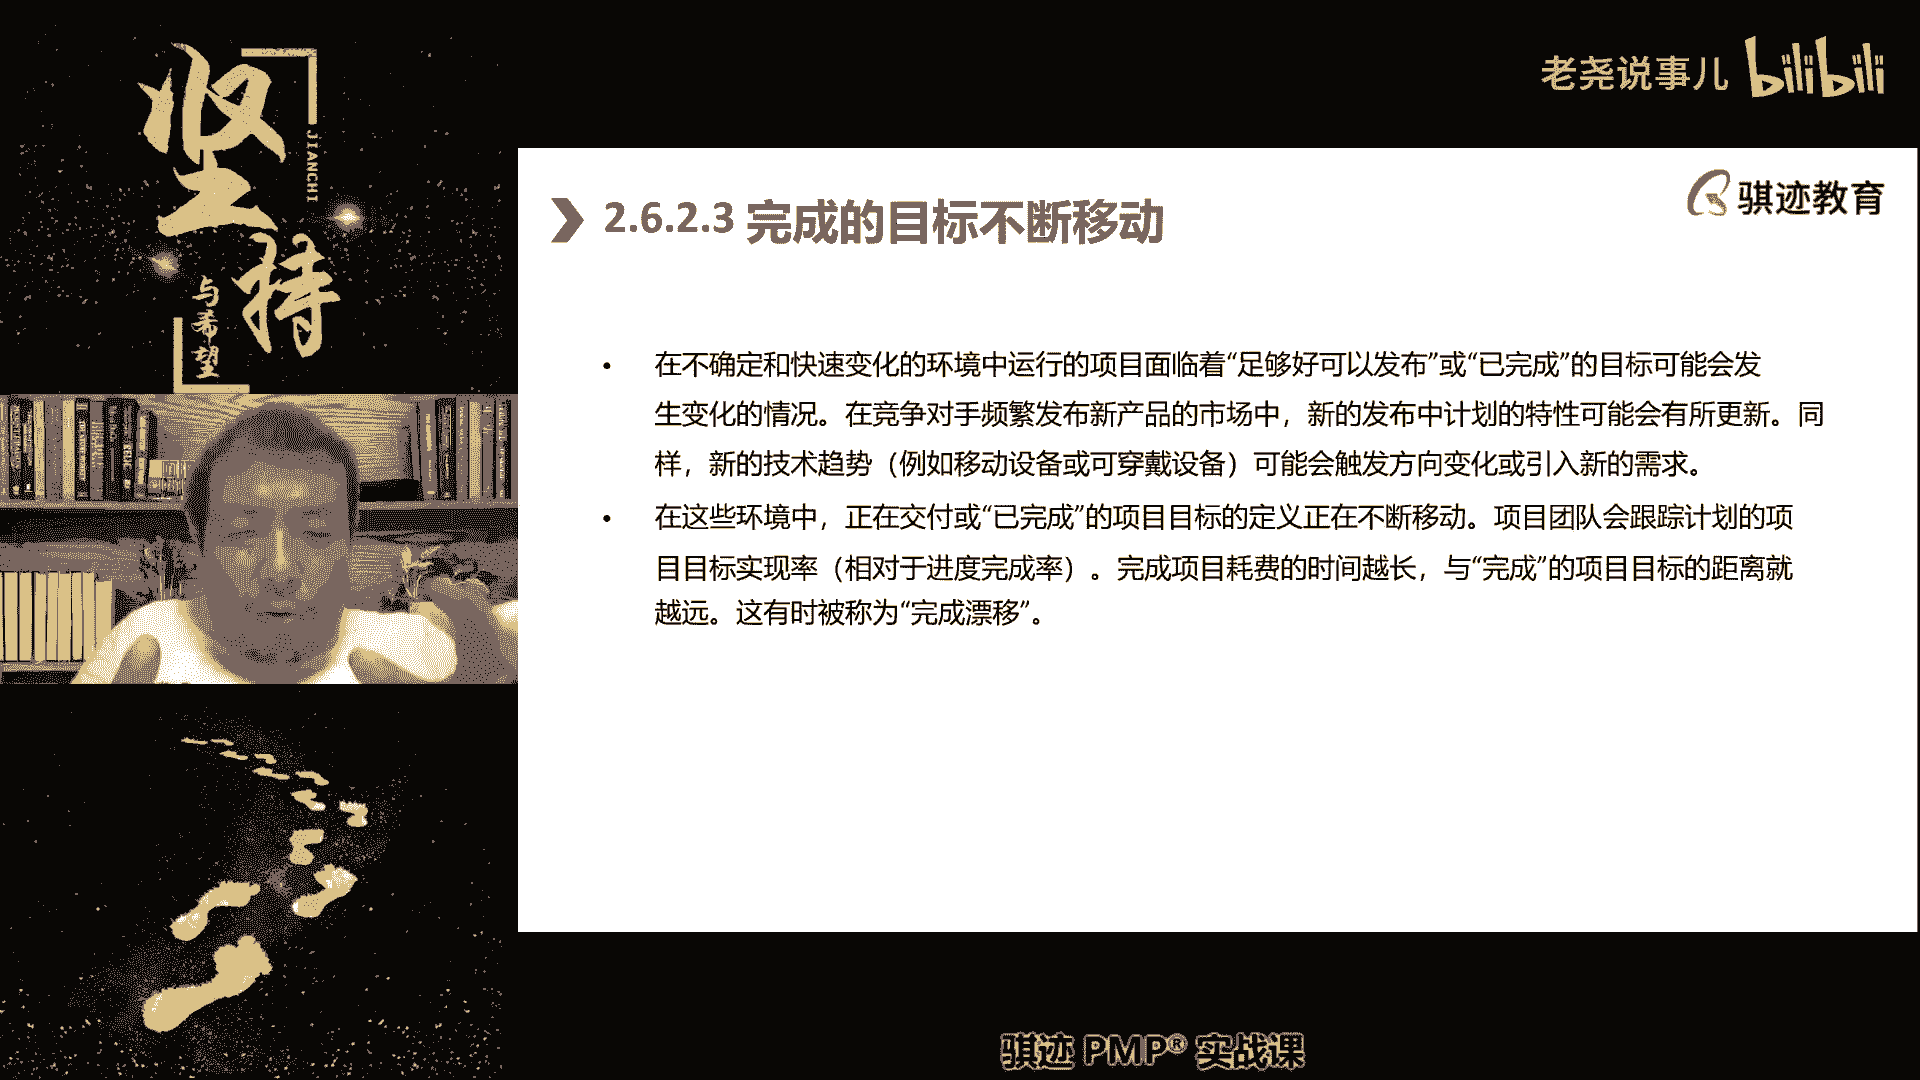 坚持
JIANCHI
与希望
老尧说事儿 bilibili
骐迹教育
2.6.2.3 完成的目标不断移动
• 在不确定和快速变化的环境中运行的项目面临着“足够好可以发布”或“已完成”的目标可能会发
生变化的情况。在竞争对手频繁发布新产品的市场中，新的发布中计划的特性可能会有所更新。同
样，新的技术趋势（例如移动设备或可穿戴设备）可能会触发方向变化或引入新的需求。
• 在这些环境中，正在交付或“已完成”的项目目标的定义正在不断移动。项目团队会跟踪计划的项
目目标实现率（相对于进度完成率）。完成项目耗费的时间越长，与“完成”的项目目标的距离就
越远。这有时被称为“完成漂移”。
骐迹 PMP® 实战课